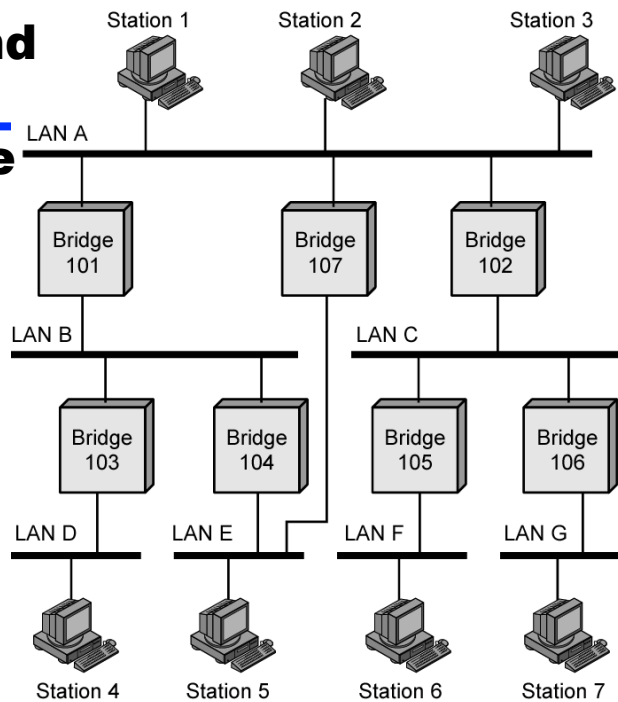 nd
e
Station 1
Station 2
Station 3
LAN A
Bridge
101
Bridge
107
Bridge
102
LAN B
LAN C
Bridge
103
Bridge
104
Bridge
105
Bridge
106
LAN D
LAN E
LAN F
LAN G
Station 4
Station 5
Station 6
Station 7